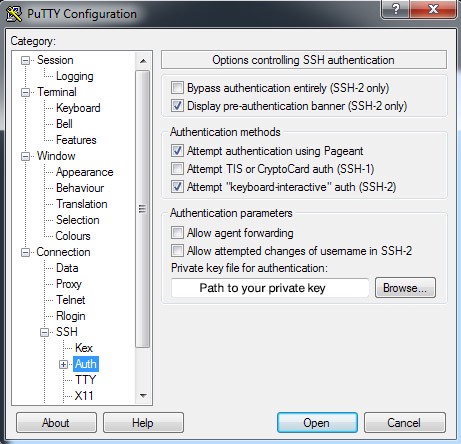 PuTTY Configuration
Category:
Session
Logging
Terminal
Keyboard
Bell
Features
Window
Appearance
Behaviour
Translation
Selection
Colours
Connection
Data
Proxy
Telnet
Rlogin
SSH
Kex
Auth
TTY
X11
Options controlling SSH authentication
Bypass authentication entirely (SSH-2 only)
Display pre-authentication banner (SSH-2 only)
Authentication methods
Attempt authentication using Pageant
Attempt TIS or CryptoCard auth (SSH-1)
Attempt "keyboard-interactive" auth (SSH-2)
Authentication parameters
Allow agent forwarding
Allow attempted changes of username in SSH-2
Private key file for authentication:
Path to your private key Browse...
About Help Open Cancel